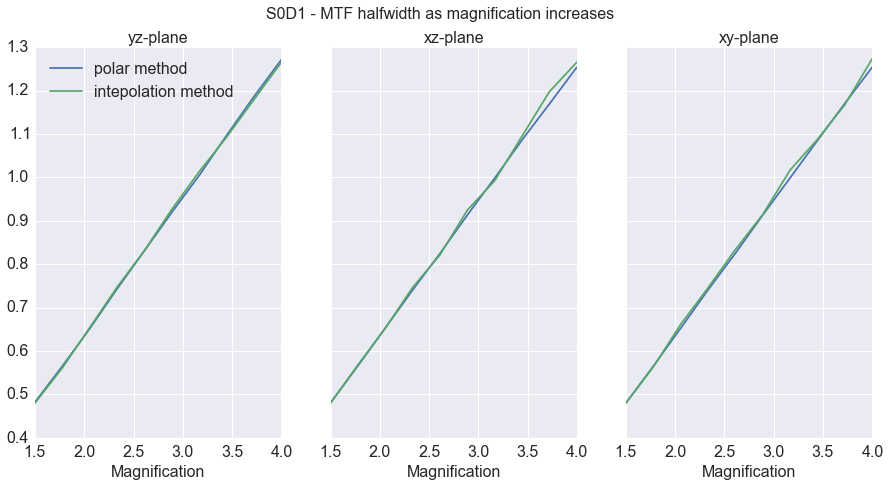 S0D1 - MTF halfwidth as magnification increases
yz-plane
xz-plane
xy-plane
polar method
intepolation method
1.3
1.2
1.1
1.0
0.9
0.8
0.7
0.6
0.5
0.4
1.5 2.0 2.5 3.0 3.5 4.0
1.5 2.0 2.5 3.0 3.5 4.0
1.5 2.0 2.5 3.0 3.5 4.0
Magnification
Magnification
Magnification